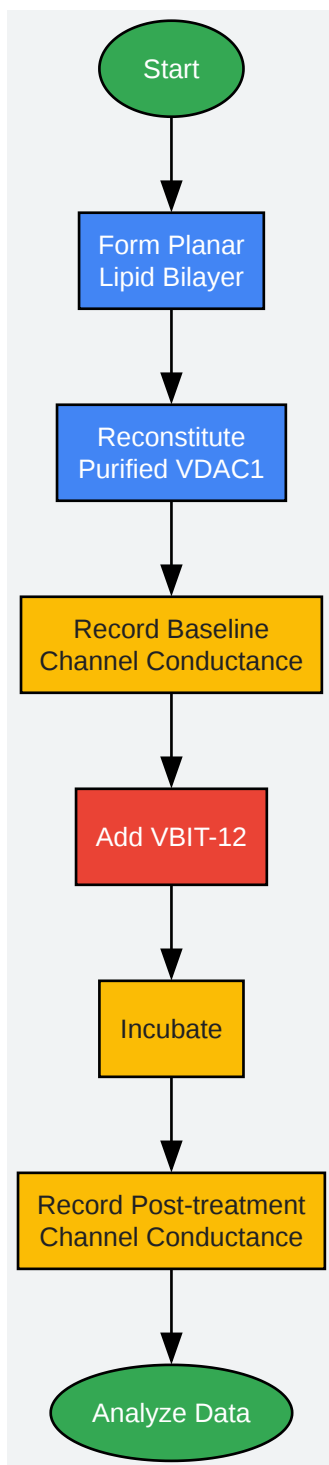 Start
Form Planar
Lipid Bilayer
Reconstitute
Purified VDAC1
Record Baseline
Channel Conductance
Add VBIT-12
Incubate
Record Post-treatment
Channel Conductance
Analyze Data